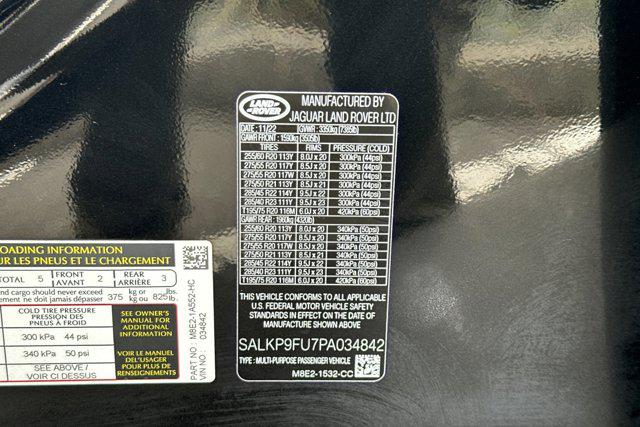 LAND ROVER
MANUFACTURED BY
JAGUAR LAND ROVER LTD
DATE : 11/22 GVWR : 3350kg (7385lb)
GAWR FRONT : 1590kg (3505lb)
TIRES RIMS PRESSURE (COLD)
255/60 R20 113Y 8.0J x 20 300kPa (44psi)
275/55 R20 117Y 8.5J x 20 300kPa (44psi)
275/55 R20 117W 8.5J x 20 300kPa (44psi)
275/50 R21 113Y 8.5J x 21 300kPa (44psi)
285/45 R22 114Y 9.5J x 22 300kPa (44psi)
285/40 R23 111Y 9.5J x 23 300kPa (44psi)
T195/75 R20 116M 6.0J x 20 420kPa (60psi)
GAWR REAR : 1960kg (4320lb)
255/60 R20 113Y 8.0J x 20 340kPa (50psi)
275/55 R20 117Y 8.5J x 20 340kPa (50psi)
275/55 R20 117W 8.5J x 20 340kPa (50psi)
275/50 R21 113Y 8.5J x 21 340kPa (50psi)
285/45 R22 114Y 9.5J x 22 340kPa (50psi)
285/40 R23 111Y 9.5J x 23 340kPa (50psi)
T195/75 R20 116M 6.0J x 20 420kPa (60psi)
THIS VEHICLE CONFORMS TO ALL APPLICABLE
U.S. FEDERAL MOTOR VEHICLE SAFETY
STANDARDS IN EFFECT ON THE DATE OF
MANUFACTURE SHOWN ABOVE.
SALKP9FU7PA034842
TYPE : MULTI-PURPOSE PASSENGER VEHICLE
M8E2-1532-CC
LOADING INFORMATION
SUR LES PNEUS ET LE CHARGEMENT
TOTAL 5 FRONT AVANT 2 REAR ARRIÈRE 3
and cargo should never exceed
ne doit jamais dépasser 375 kg or kg ou 825 lbs. lb.
COLD TIRE PRESSURE
PRESSION DES
PNEUS À FROID
300 kPa 44 psi
340 kPa 50 psi
SEE ABOVE /
VOIR CI-DESSUS
SEE OWNER'S
MANUAL FOR
ADDITIONAL
INFORMATION
VOIR LE MANUEL
DE L'USAGER
POUR PLUS DE
RENSEIGNEMENTS
PART NO : M8E2-1A552-HC
VIN NO : 034842